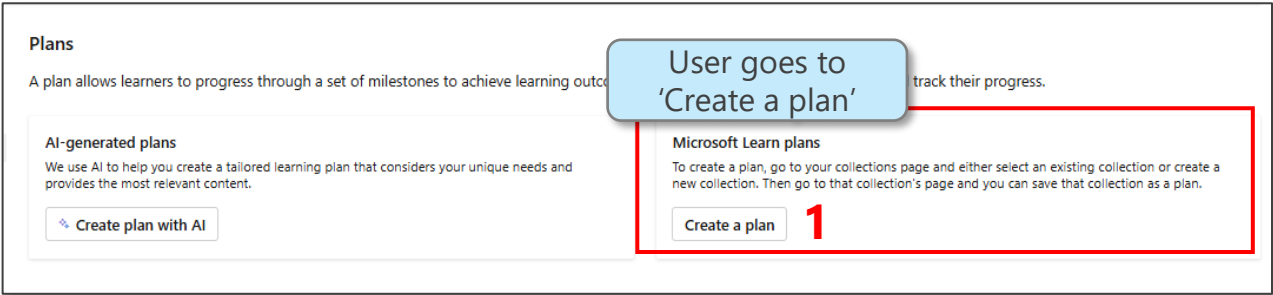 Plans
A plan allows learners to progress through a set of milestones to achieve learning outco
track their progress.
User goes to
‘Create a plan’
AI-generated plans
We use AI to help you create a tailored learning plan that considers your unique needs and
provides the most relevant content.
Create plan with AI
Microsoft Learn plans
To create a plan, go to your collections page and either select an existing collection or create a
new collection. Then go to that collection's page and you can save that collection as a plan.
Create a plan
1